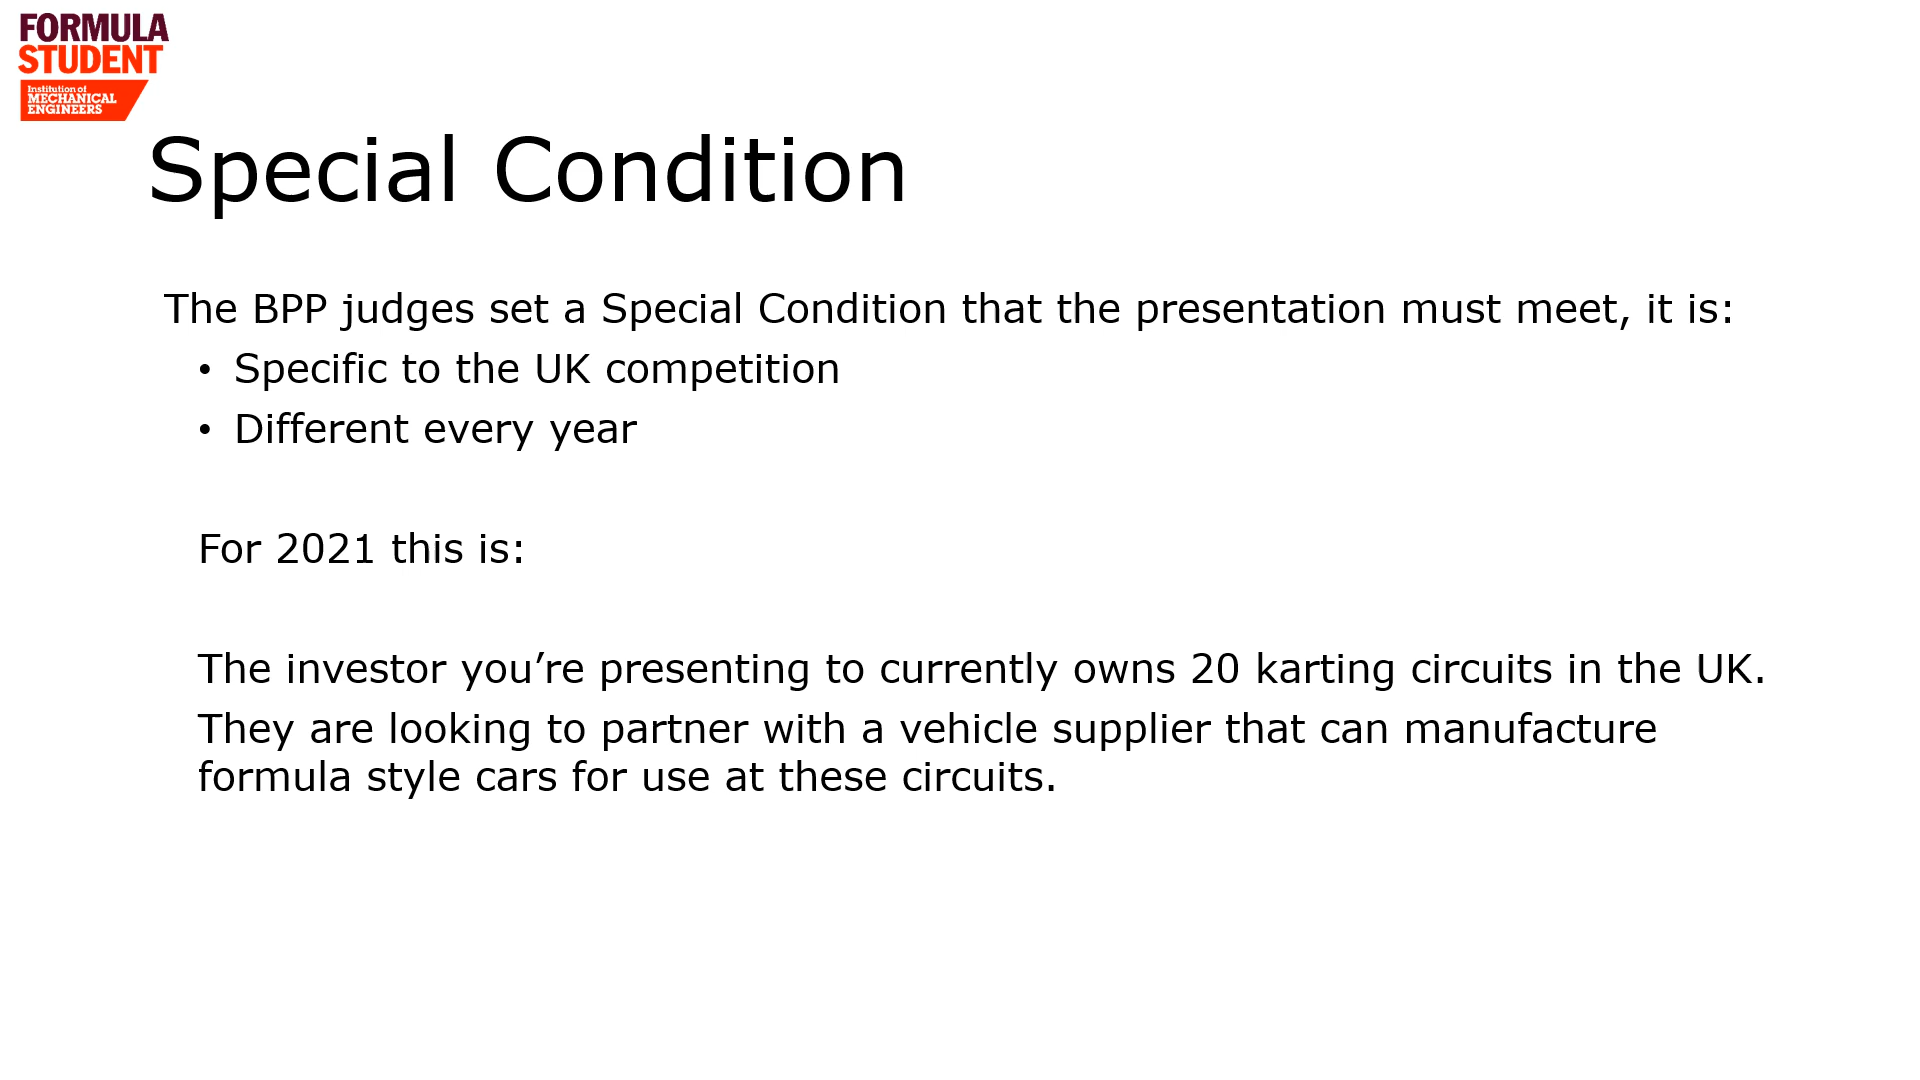 FORMULA
STUDENT
Institution of
MECHANICAL
ENGINEERS
Special Condition
The BPP judges set a Special Condition that the presentation must meet, it is:
• Specific to the UK competition
• Different every year
For 2021 this is:
The investor you’re presenting to currently owns 20 karting circuits in the UK.
They are looking to partner with a vehicle supplier that can manufacture
formula style cars for use at these circuits.